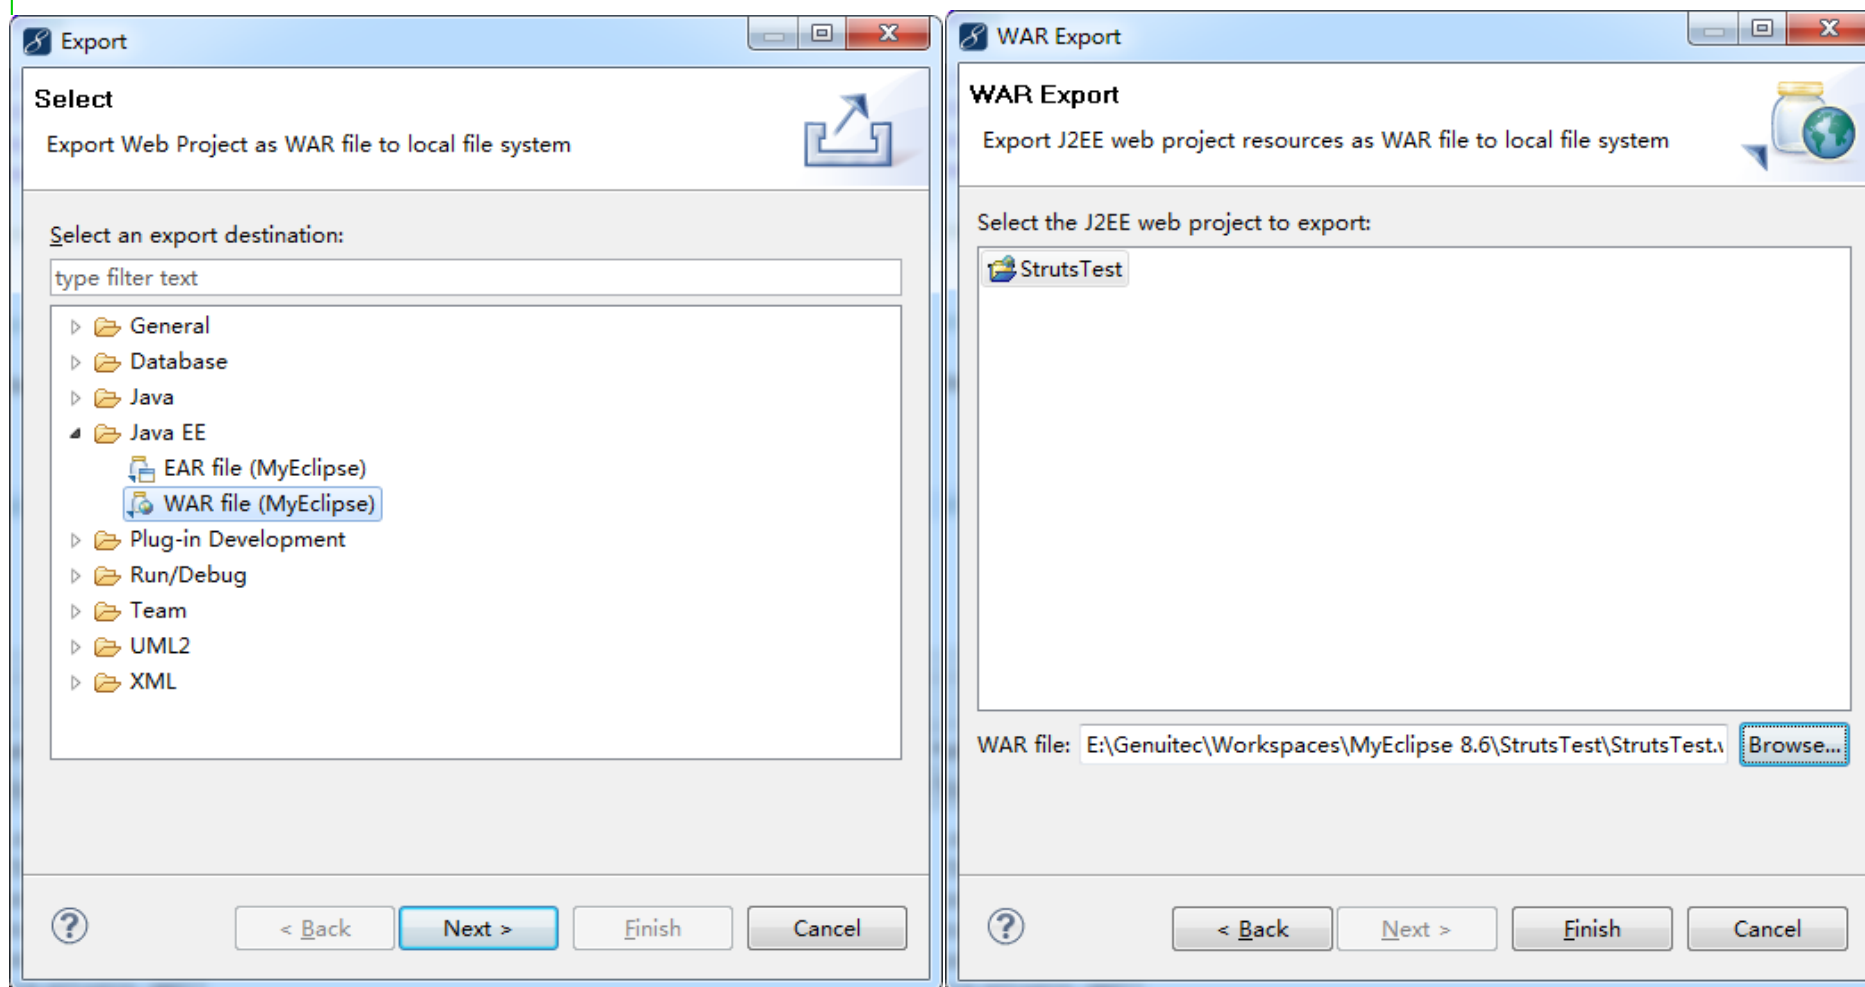 Export
Select
Export Web Project as WAR file to local file system
Select an export destination:
type filter text
General
Database
Java
Java EE
EAR file (MyEclipse)
WAR file (MyEclipse)
Plug-in Development
Run/Debug
Team
UML2
XML
< Back
Next >
Finish
Cancel
WAR Export
WAR Export
Export J2EE web project resources as WAR file to local file system
Select the J2EE web project to export:
StrutsTest
WAR file: E:\Genuitec\Workspaces\MyEclipse 8.6\StrutsTest\StrutsTest. Browse...
< Back
Next >
Finish
Cancel